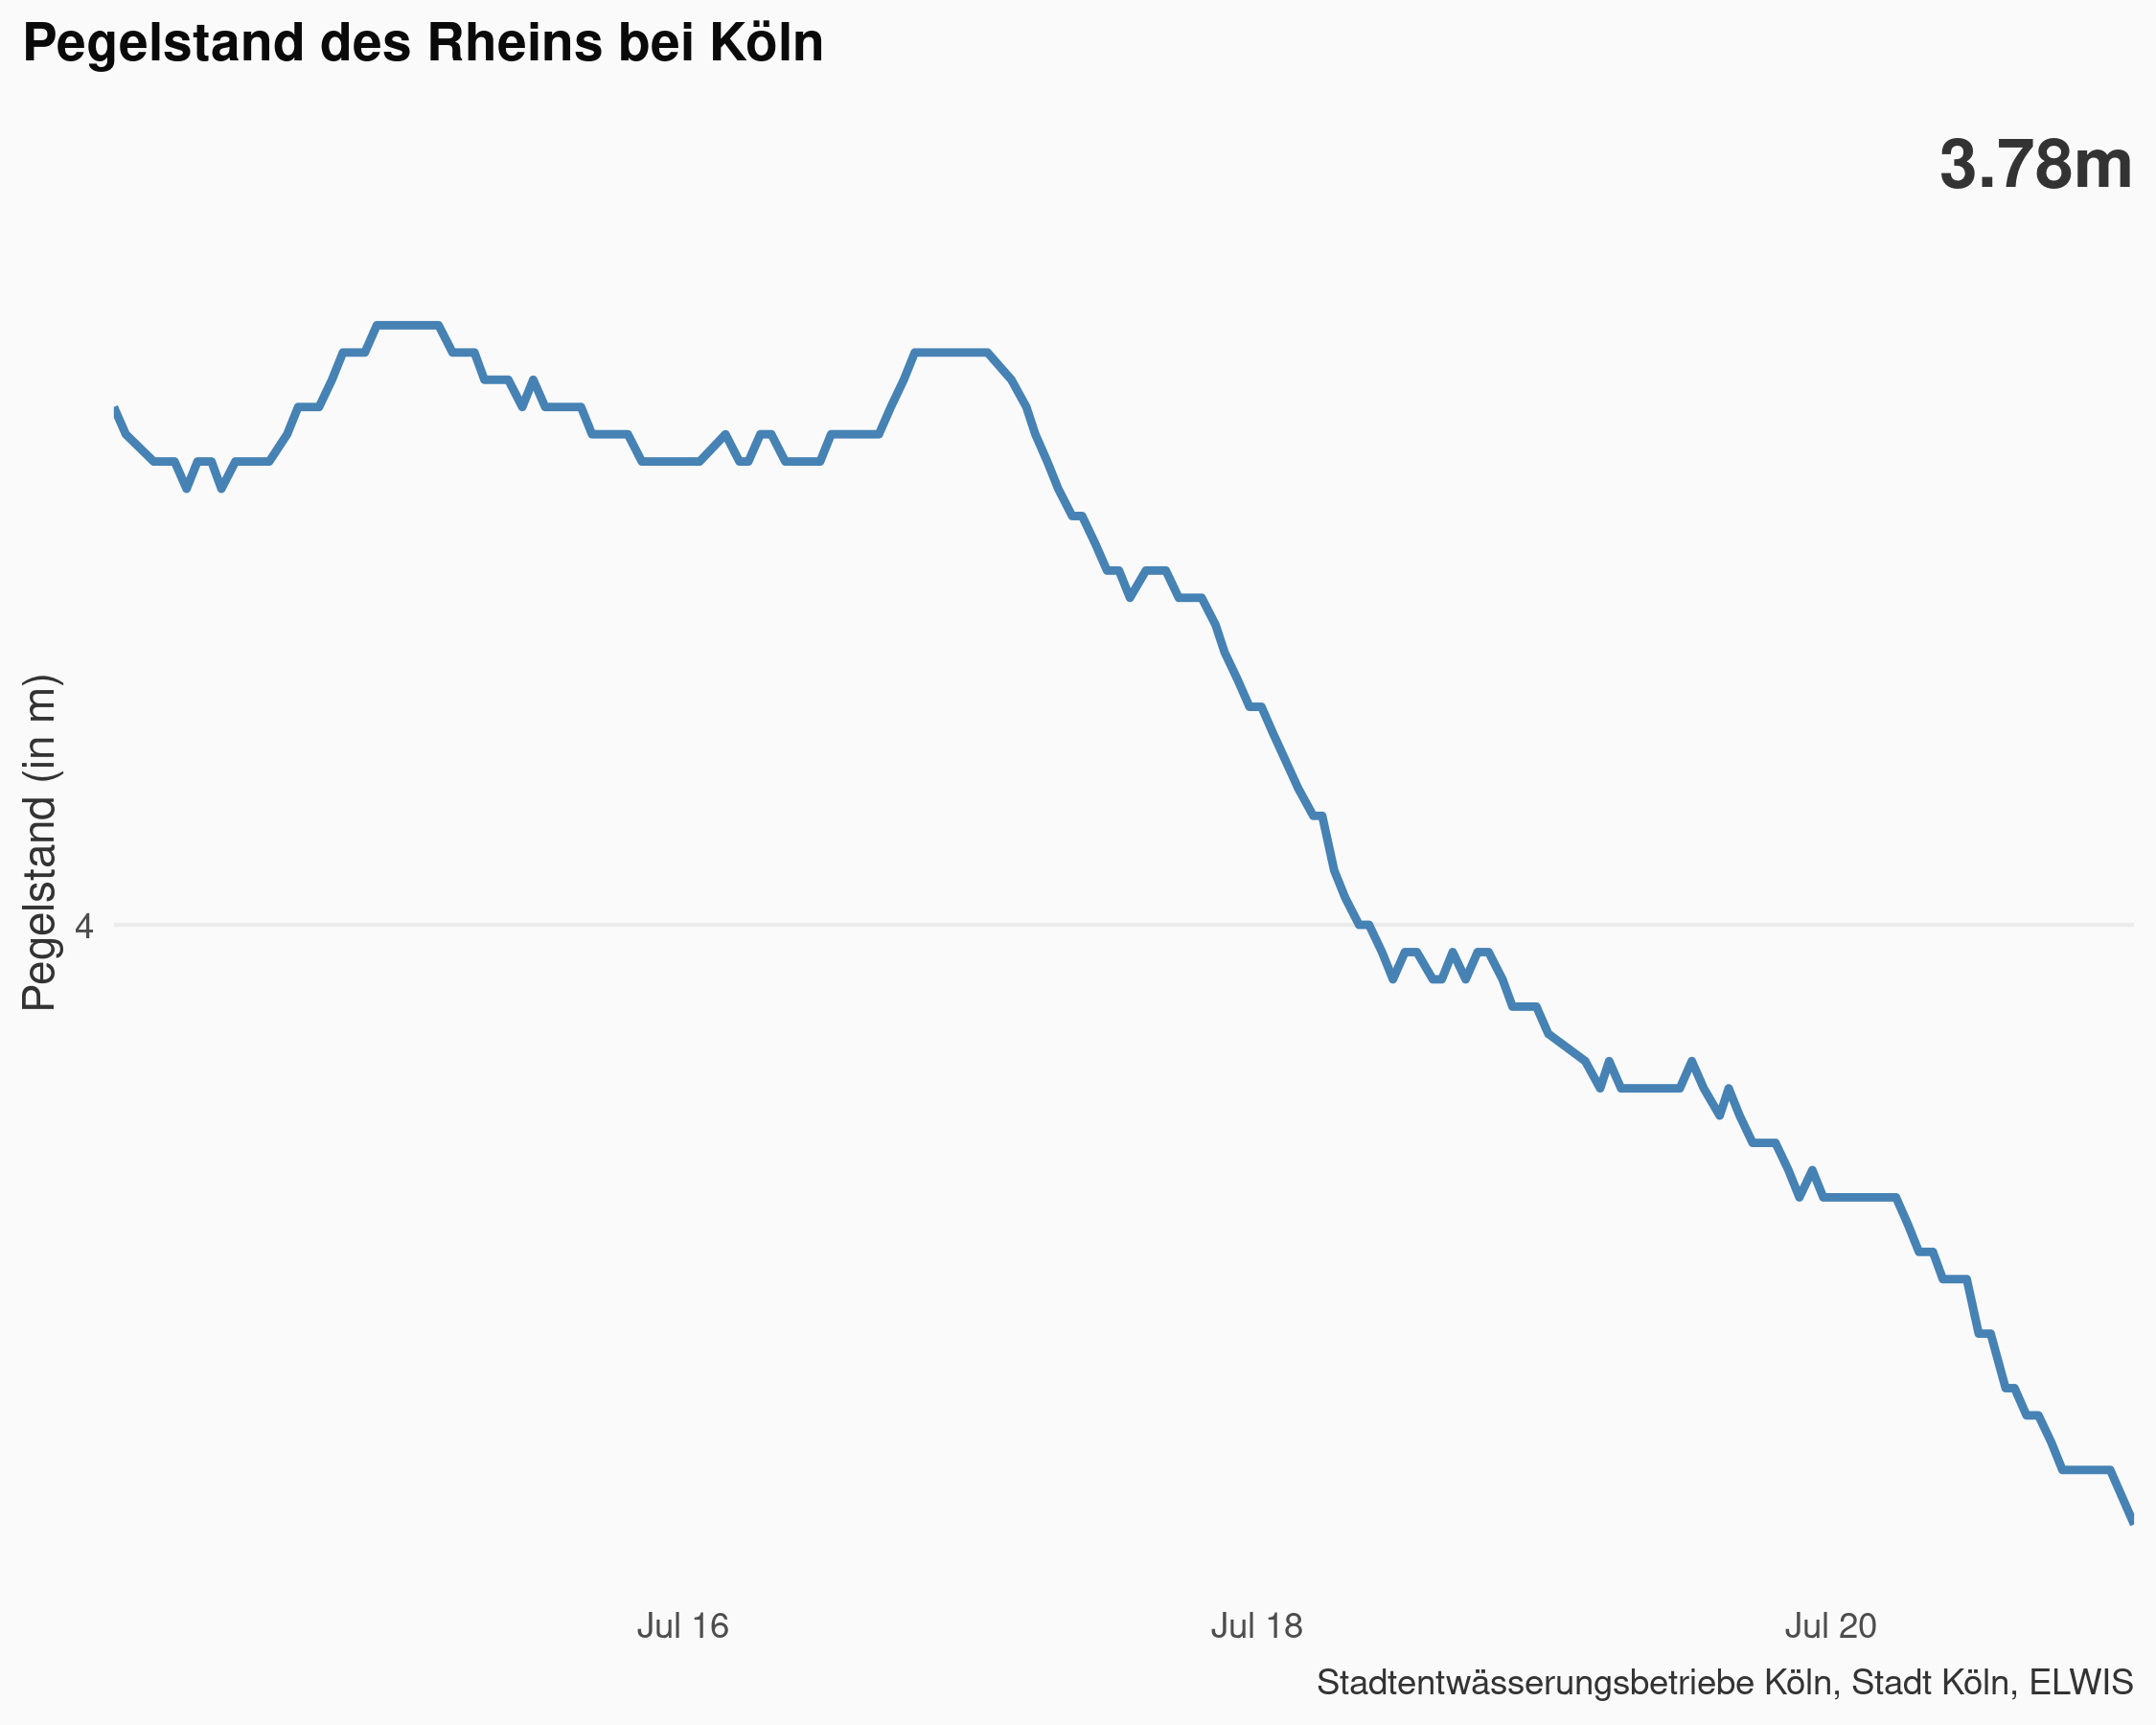 Pegelstand des Rheins bei Köln
3.78m
Pegelstand (in m)
4
Jul 16
Jul 18
Jul 20
Stadtentwässerungsbetriebe Köln, Stadt Köln, ELWIS